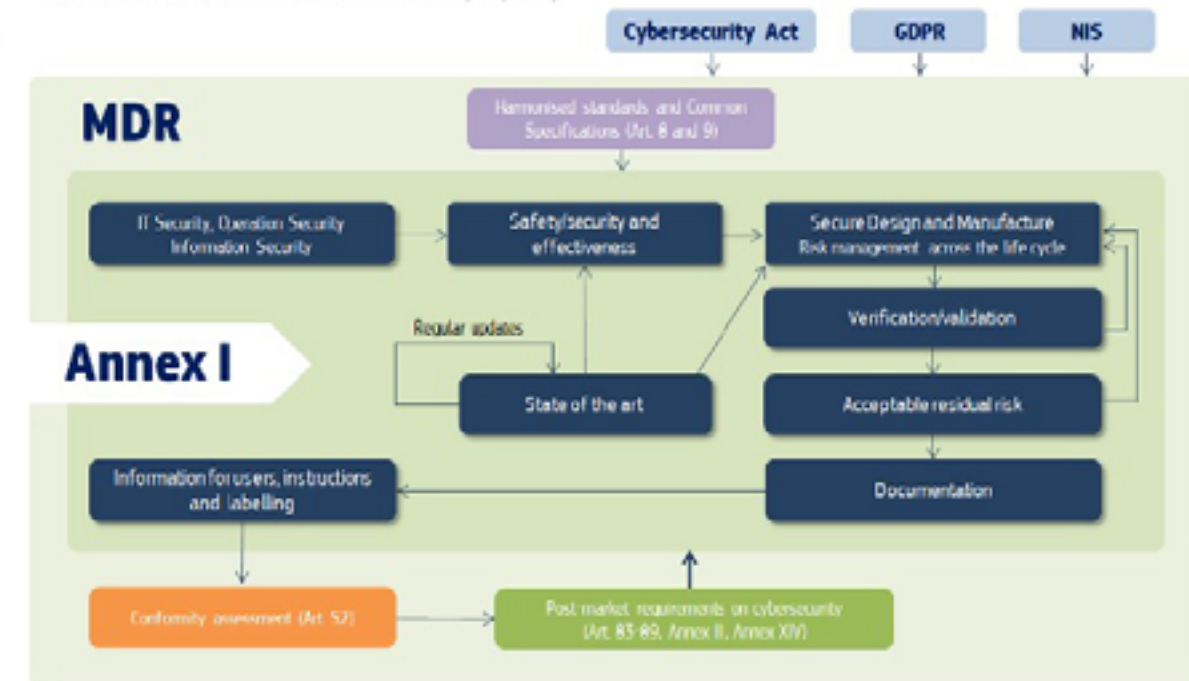 Cybersecurity Act
GDPR
NIS
MDR
Harmonised standards and Common
Specifications (Art. 8 and 9)
IT Security, Operation Security
Information Security
Safety/security and
effectiveness
Secure Design and Manufacture
Risk management across the life cycle
Verification/validation
Regular updates
Annex I
State of the art
Acceptable residual risk
Information for users, instructions
and labelling
Documentation
Conformity assessment (Art. 52)
Post market requirements on cybersecurity
(Art. 83-89, Annex III, Annex XIV)